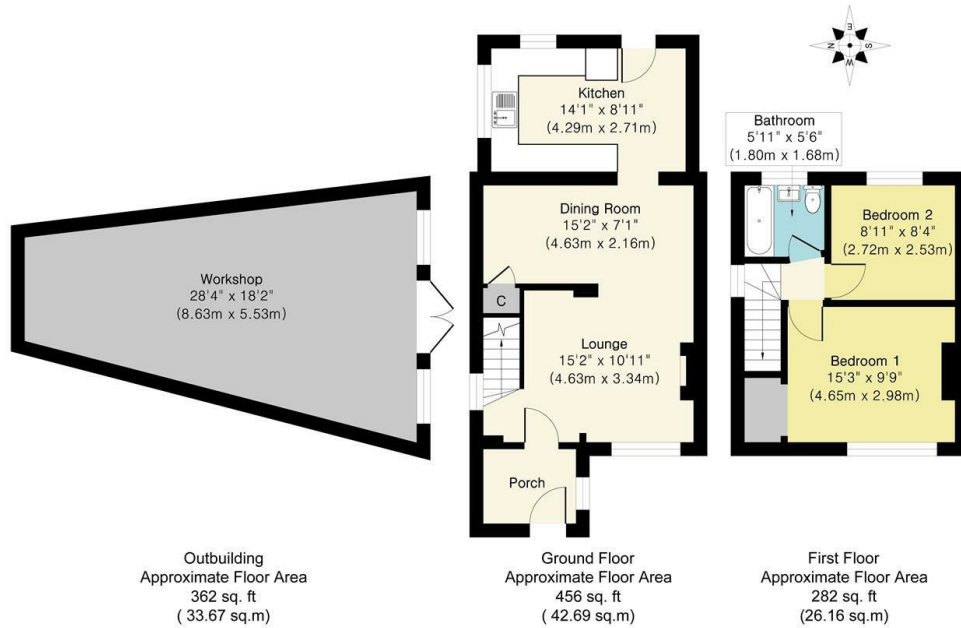 E
N
S
W
Kitchen
14'1" x 8'11"
(4.29m x 2.71m)
Bathroom
5'11" x 5'6"
(1.80m x 1.68m)
Dining Room
15'2" x 7'1"
(4.63m x 2.16m)
Bedroom 2
8'11" x 8'4"
(2.72m x 2.53m)
Workshop
28'4" x 18'2"
(8.63m x 5.53m)
C
Lounge
15'2" x 10'11"
(4.63m x 3.34m)
Bedroom 1
15'3" x 9'9"
(4.65m x 2.98m)
Porch
Outbuilding
Approximate Floor Area
362 sq. ft
( 33.67 sq.m)
Ground Floor
Approximate Floor Area
456 sq. ft
( 42.69 sq.m)
First Floor
Approximate Floor Area
282 sq. ft
(26.16 sq.m)